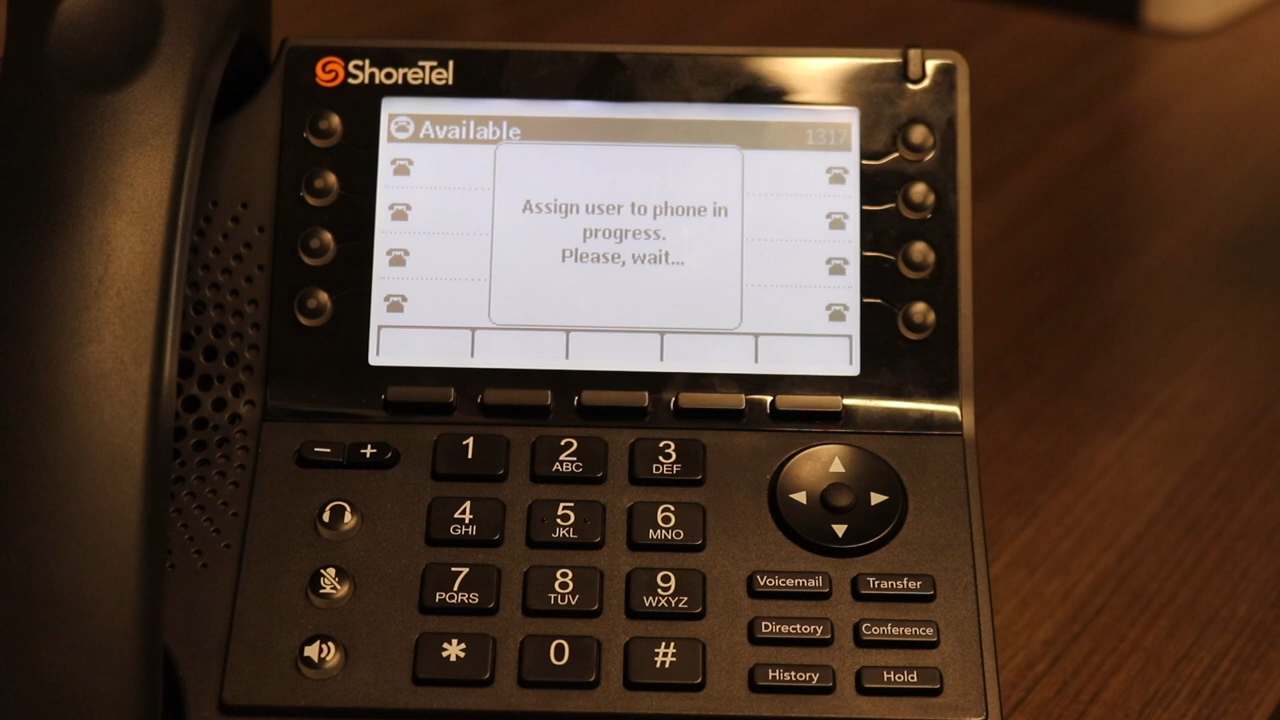 ShoreTel
Available 1317
Assign user to phone in
progress.
Please, wait...
− +
1 2 3
ABC DEF
4 5 6
GHI JKL MNO
7 8 9
PQRS TUV WXYZ
* 0 #
Voicemail Transfer
Directory Conference
History Hold